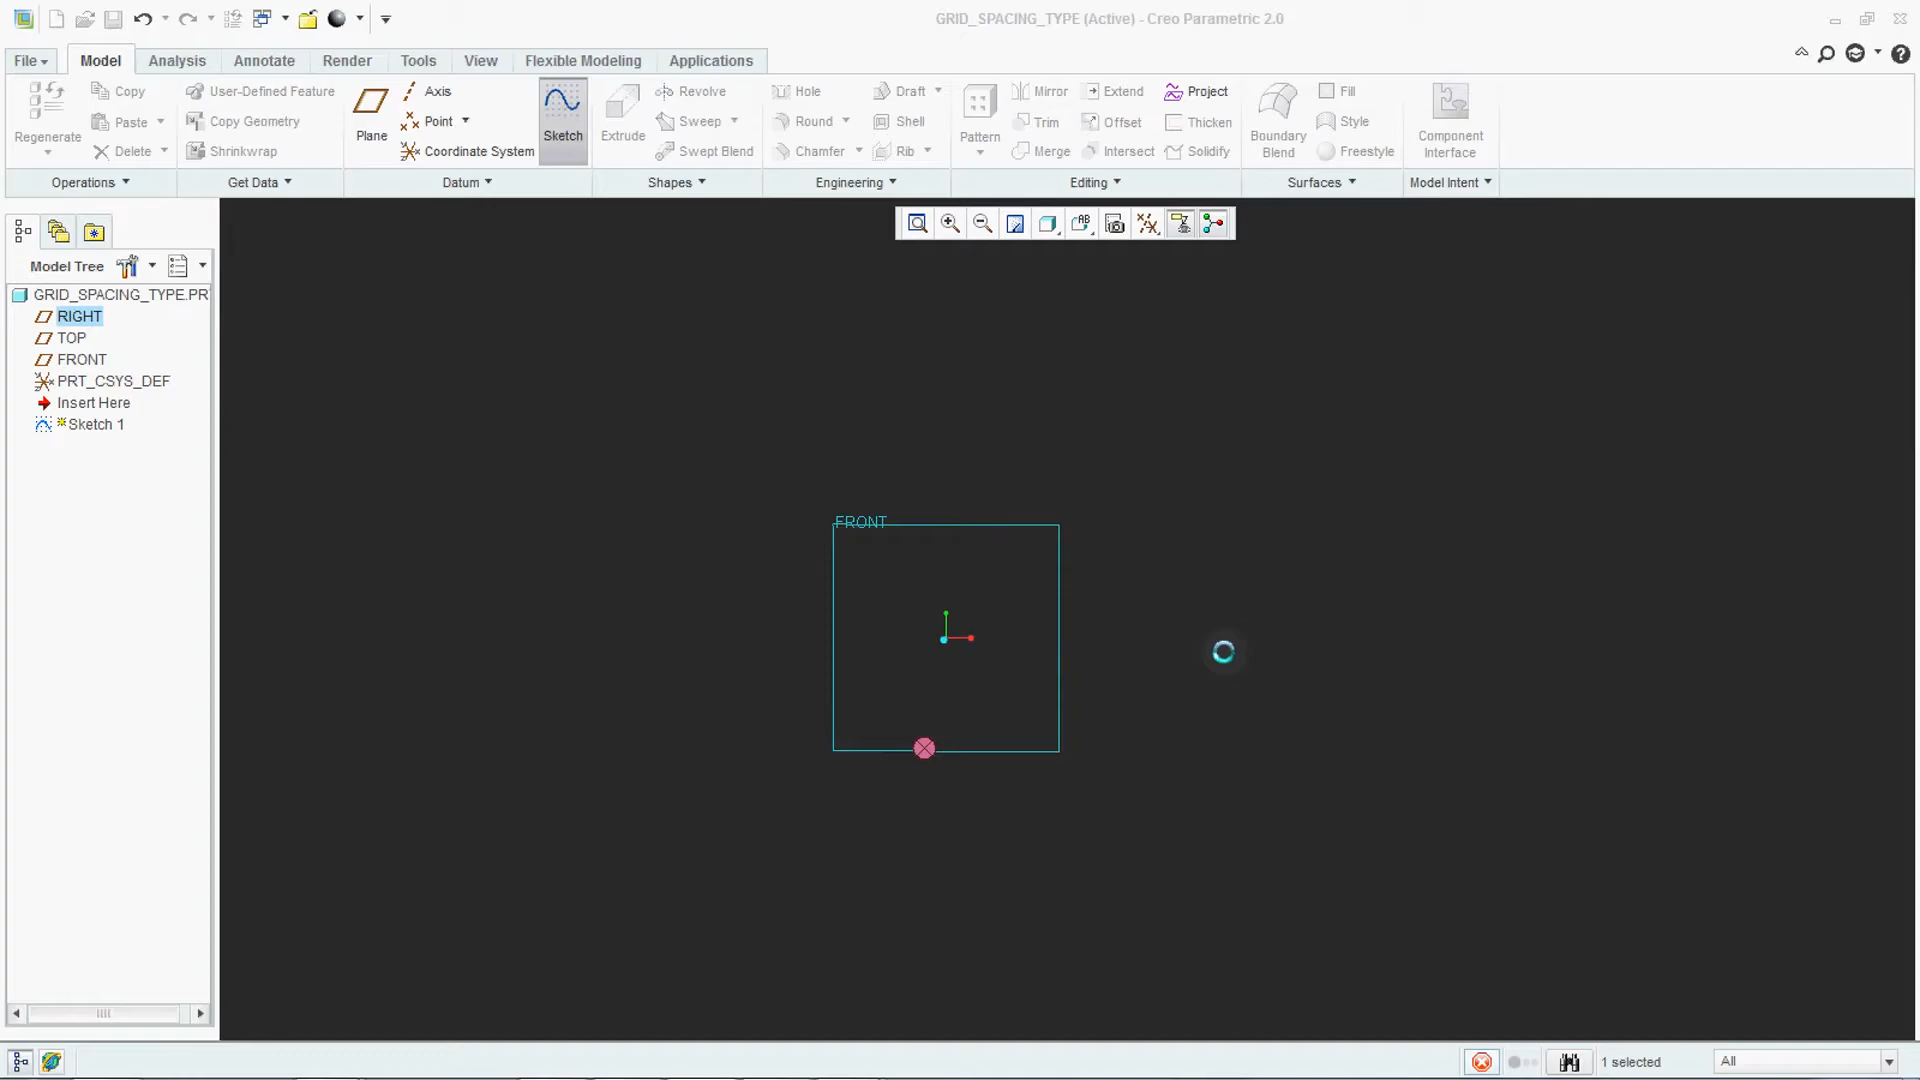 GRID_SPACING_TYPE (Active) - Creo Parametric 2.0
File Model Analysis Annotate Render Tools View Flexible Modeling Applications
Regenerate
Copy
Paste
Delete
Operations
User-Defined Feature
Copy Geometry
Shrinkwrap
Get Data
Plane
Axis
Point
Coordinate System
Sketch
Datum
Extrude
Revolve
Sweep
Swept Blend
Shapes
Hole
Round
Chamfer
Draft
Shell
Rib
Engineering
Pattern
Mirror
Trim
Merge
Extend
Offset
Intersect
Project
Thicken
Solidify
Editing
Boundary
Blend
Fill
Style
Freestyle
Surfaces
Component
Interface
Model Intent
Model Tree
GRID_SPACING_TYPE.PR
RIGHT
TOP
FRONT
PRT_CSYS_DEF
Insert Here
Sketch 1
AB
FRONT
1 selected
All